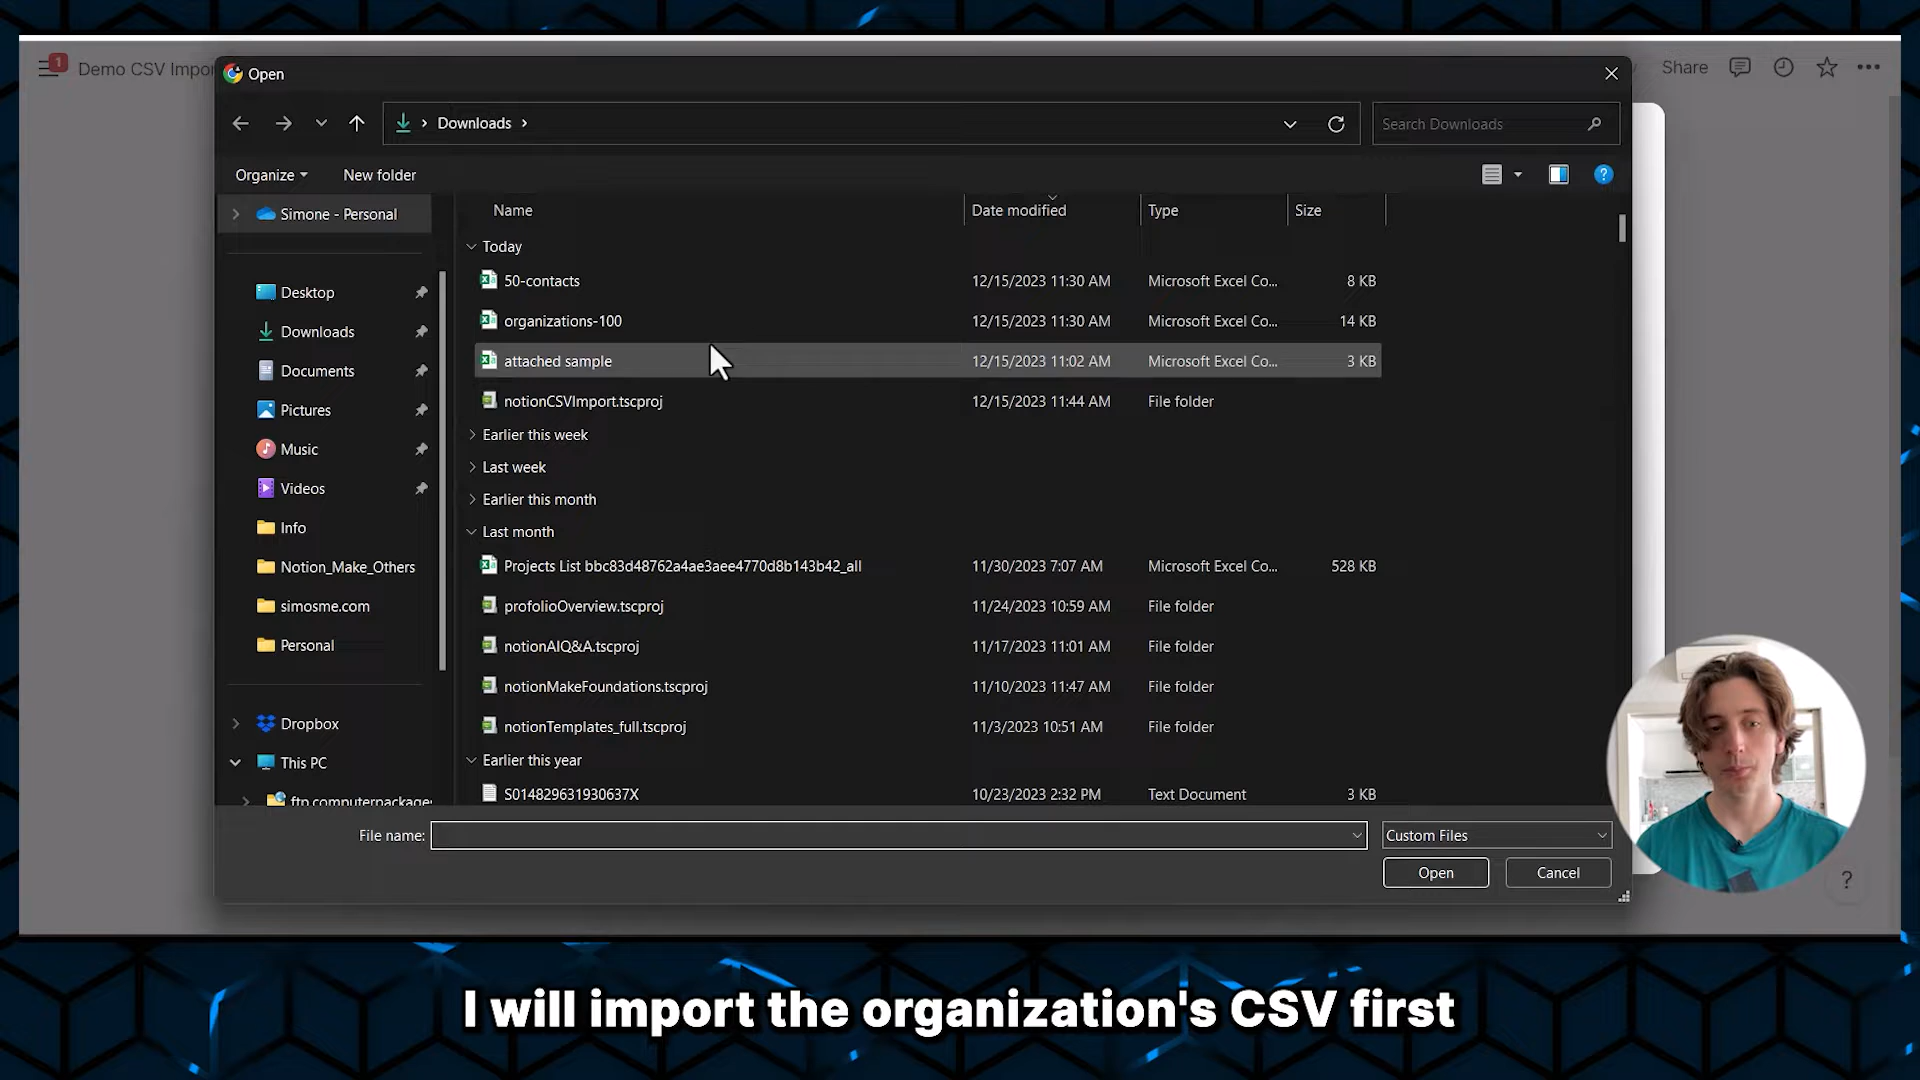 1
Demo CSV Impor
Share
Open
Downloads
Search Downloads
Organize
New folder
?
Simone - Personal
Desktop
Downloads
Documents
Pictures
Music
Videos
Info
Notion_Make_Others
simosme.com
Personal
Dropbox
This PC
ftp.computerpackages
Name Date modified Type Size
Today
50-contacts 12/15/2023 11:30 AM Microsoft Excel Co... 8 KB
organizations-100 12/15/2023 11:30 AM Microsoft Excel Co... 14 KB
attached sample 12/15/2023 11:02 AM Microsoft Excel Co... 3 KB
notionCSVImport.tscproj 12/15/2023 11:44 AM File folder
Earlier this week
Last week
Earlier this month
Last month
Projects List bbc83d48762a4ae3aee4770d8b143b42_all 11/30/2023 7:07 AM Microsoft Excel Co... 528 KB
profolioOverview.tscproj 11/24/2023 10:59 AM File folder
notionAIQ&A.tscproj 11/17/2023 11:01 AM File folder
notionMakeFoundations.tscproj 11/10/2023 11:47 AM File folder
notionTemplates_full.tscproj 11/3/2023 10:51 AM File folder
Earlier this year
S014829631930637X 10/23/2023 2:32 PM Text Document 3 KB
File name:
Custom Files
Open
Cancel
?
I will import the organization's CSV first